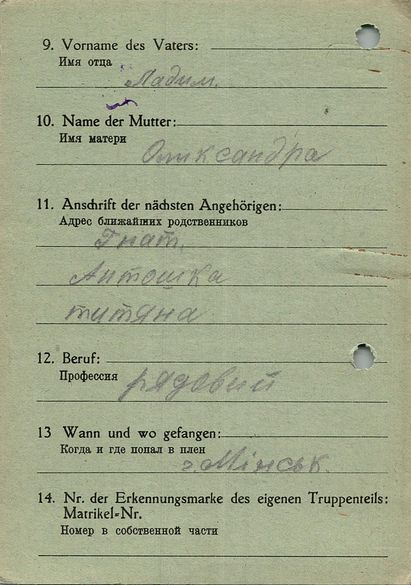 9. Vorname des Vaters:
Имя отца
Ладим.
10. Name der Mutter:
Имя матери
Оликсандра
11. Anschrift der nächsten Angehörigen:
Адрес ближайших родственников
Гнат,
Антошка
титяна
12. Beruf:
Профессия
рядовий
13 Wann und wo gefangen:
Когда и где попал в плен
г. Мінськ.
14. Nr. der Erkennungsmarke des eigenen Truppenteils:
Matrikel-Nr.
Номер в собственной части